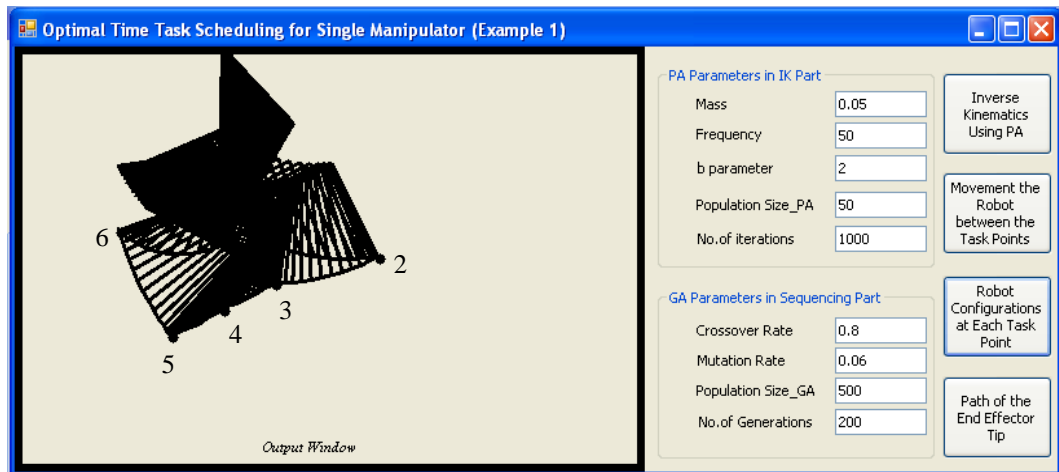 Optimal Time Task Scheduling for Single Manipulator (Example 1)
6
2
3
4
5
Output Window
PA Parameters in IK Part
Mass 0.05
Frequency 50
b parameter 2
Population Size_PA 50
No.of iterations 1000
GA Parameters in Sequencing Part
Crossover Rate 0.8
Mutation Rate 0.06
Population Size_GA 500
No.of Generations 200
Inverse
Kinematics
Using PA
Movement the
Robot
between the
Task Points
Robot
Configurations
at Each Task
Point
Path of the
End Effector
Tip